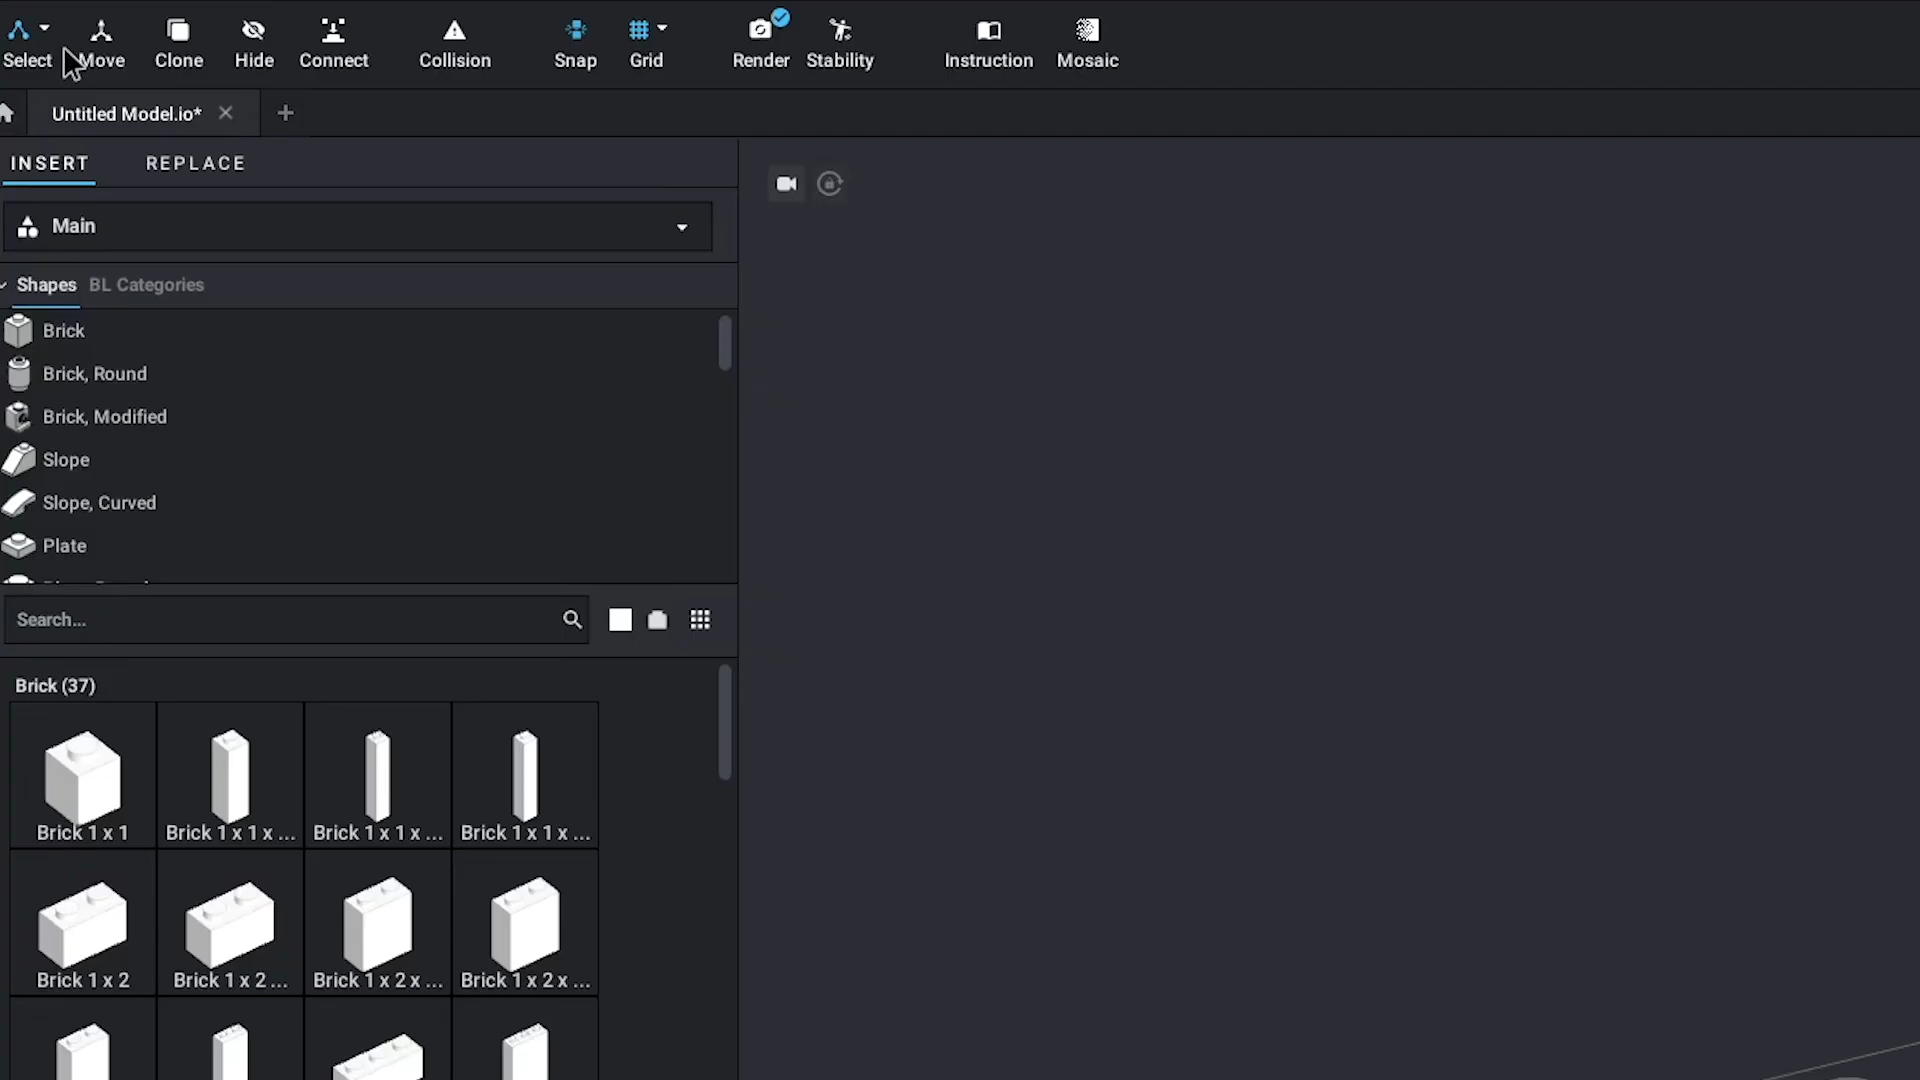 Select Move Clone Hide Connect Collision Snap Grid Render Stability Instruction Mosaic
Untitled Model.io*
INSERT REPLACE
Main
Shapes BL Categories
Brick
Brick, Round
Brick, Modified
Slope
Slope, Curved
Plate
Search...
Brick (37)
Brick 1 x 1 Brick 1 x 1 x ... Brick 1 x 1 x ... Brick 1 x 1 x ...
Brick 1 x 2 Brick 1 x 2 ... Brick 1 x 2 x ... Brick 1 x 2 x ...